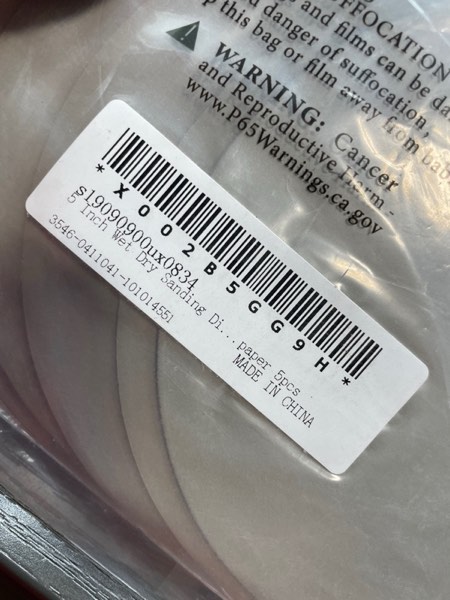 FFOCATION
and films can be da
d danger of suffocation,
p this bag or film away from bab
WARNING: Cancer
and Reproductive Harm -
www.P65Warnings.ca.gov
* X002B5GG9H *
s19090900ux0834
5 Inch Wet Dry Sanding Di...paper 5pcs
3546-0411041-101014551
MADE IN CHINA